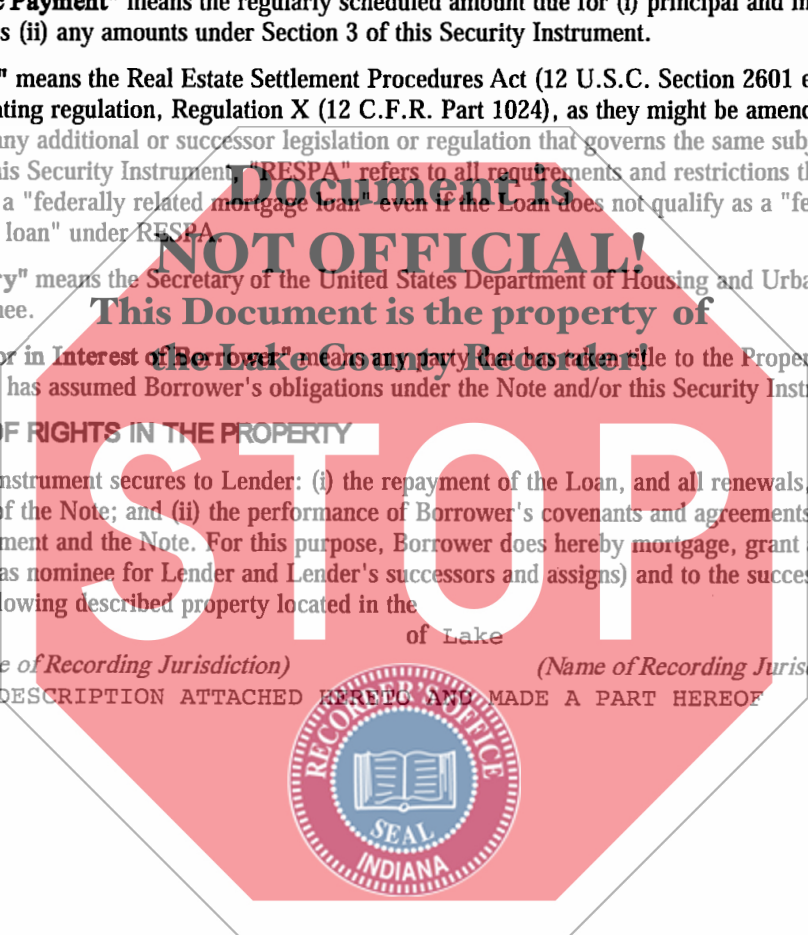 Payment" means the regularly scheduled amount due for (i) principal and
s (ii) any amounts under Section 3 of this Security Instrument.
" means the Real Estate Settlement Procedures Act (12 U.S.C. Section 2601 e
ting regulation, Regulation X (12 C.F.R. Part 1024), as they might be amend
any additional or successor legislation or regulation that governs the same sub
is Security Instrument, "RESPA" refers to all requirements and restrictions t
Document is
a "federally related mortgage loan" even if the Loan does not qualify as a "fe
loan" under RESPA.
NOT OFFICIAL!
ry" means the Secretary of the United States Department of Housing and Urba
ee.
This Document is the property of
the Lake County Recorder!
or in Interest of Borrower" means any party that has taken title to the Proper
has assumed Borrower's obligations under the Note and/or this Security Inst
OF RIGHTS IN THE PROPERTY
STOP
nstrument secures to Lender: (i) the repayment of the Loan, and all renewals,
of the Note; and (ii) the performance of Borrower's covenants and agreements
ment and the Note. For this purpose, Borrower does hereby mortgage, grant
as nominee for Lender and Lender's successors and assigns) and to the succe
lowing described property located in the
of Lake
e of Recording Jurisdiction) (Name of Recording Juris
DESCRIPTION ATTACHED HERETO AND MADE A PART HEREOF
RECORDER'S OFFICE
SEAL
INDIANA